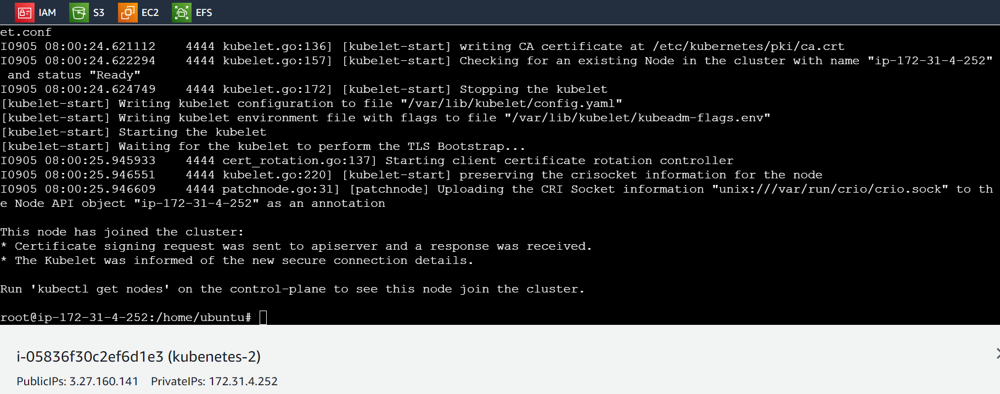 IAM S3 EC2 EFS
et.conf
I0905 08:00:24.621112    4444 kubelet.go:136] [kubelet-start] writing CA certificate at /etc/kubernetes/pki/ca.crt
I0905 08:00:24.622294    4444 kubelet.go:157] [kubelet-start] Checking for an existing Node in the cluster with name "ip-172-31-4-252"
 and status "Ready"
I0905 08:00:24.624749    4444 kubelet.go:172] [kubelet-start] Stopping the kubelet
[kubelet-start] Writing kubelet configuration to file "/var/lib/kubelet/config.yaml"
[kubelet-start] Writing kubelet environment file with flags to file "/var/lib/kubelet/kubeadm-flags.env"
[kubelet-start] Starting the kubelet
[kubelet-start] Waiting for the kubelet to perform the TLS Bootstrap...
I0905 08:00:25.945933    4444 cert_rotation.go:137] Starting client certificate rotation controller
I0905 08:00:25.946551    4444 kubelet.go:220] [kubelet-start] preserving the crisocket information for the node
I0905 08:00:25.946609    4444 patchnode.go:31] [patchnode] Uploading the CRI Socket information "unix:///var/run/crio/crio.sock" to th
e Node API object "ip-172-31-4-252" as an annotation
This node has joined the cluster:
* Certificate signing request was sent to apiserver and a response was received.
* The Kubelet was informed of the new secure connection details.
Run 'kubectl get nodes' on the control-plane to see this node join the cluster.
root@ip-172-31-4-252:/home/ubuntu#
i-05836f30c2ef6d1e3 (kubenetes-2)
PublicIPs: 3.27.160.141    PrivateIPs: 172.31.4.252